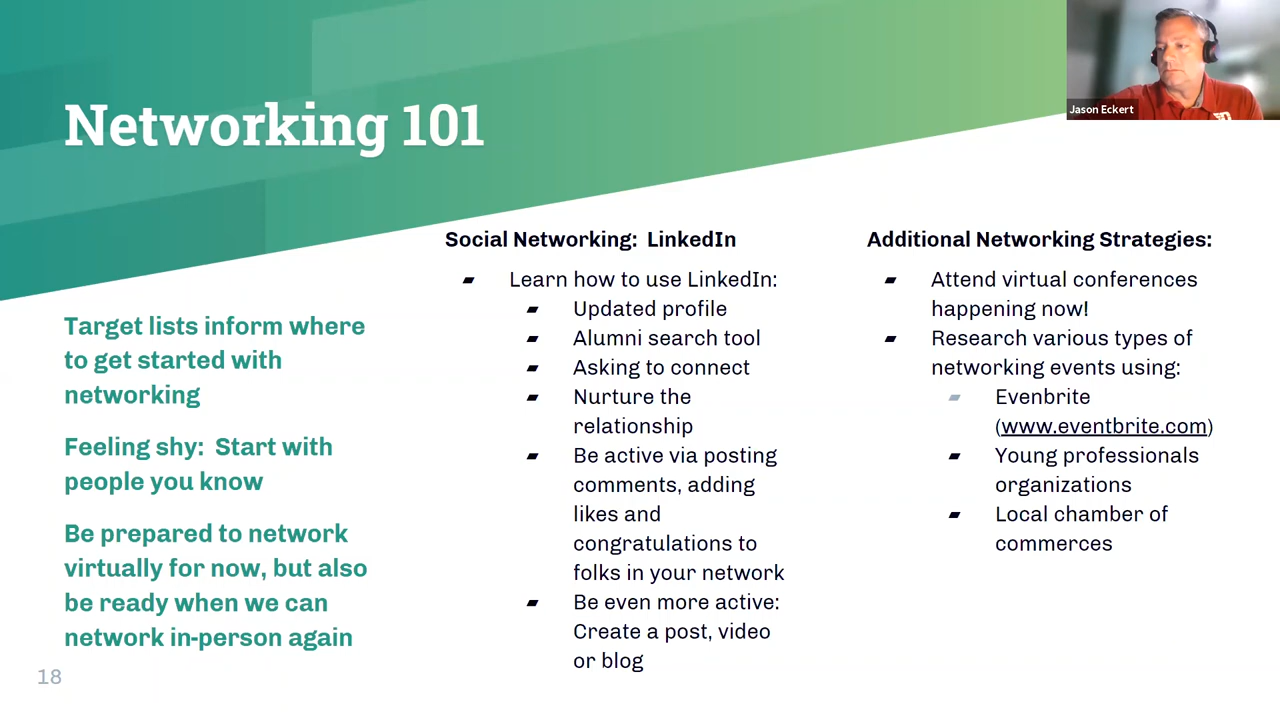 Networking 101
Jason Eckert
Target lists inform where
to get started with
networking
Feeling shy:  Start with
people you know
Be prepared to network
virtually for now, but also
be ready when we can
network in-person again
Social Networking:  LinkedIn
Learn how to use LinkedIn:
Updated profile
Alumni search tool
Asking to connect
Nurture the
relationship
Be active via posting
comments, adding
likes and
congratulations to
folks in your network
Be even more active:
Create a post, video
or blog
Additional Networking Strategies:
Attend virtual conferences
happening now!
Research various types of
networking events using:
Evenbrite
(www.eventbrite.com)
Young professionals
organizations
Local chamber of
commerces
18